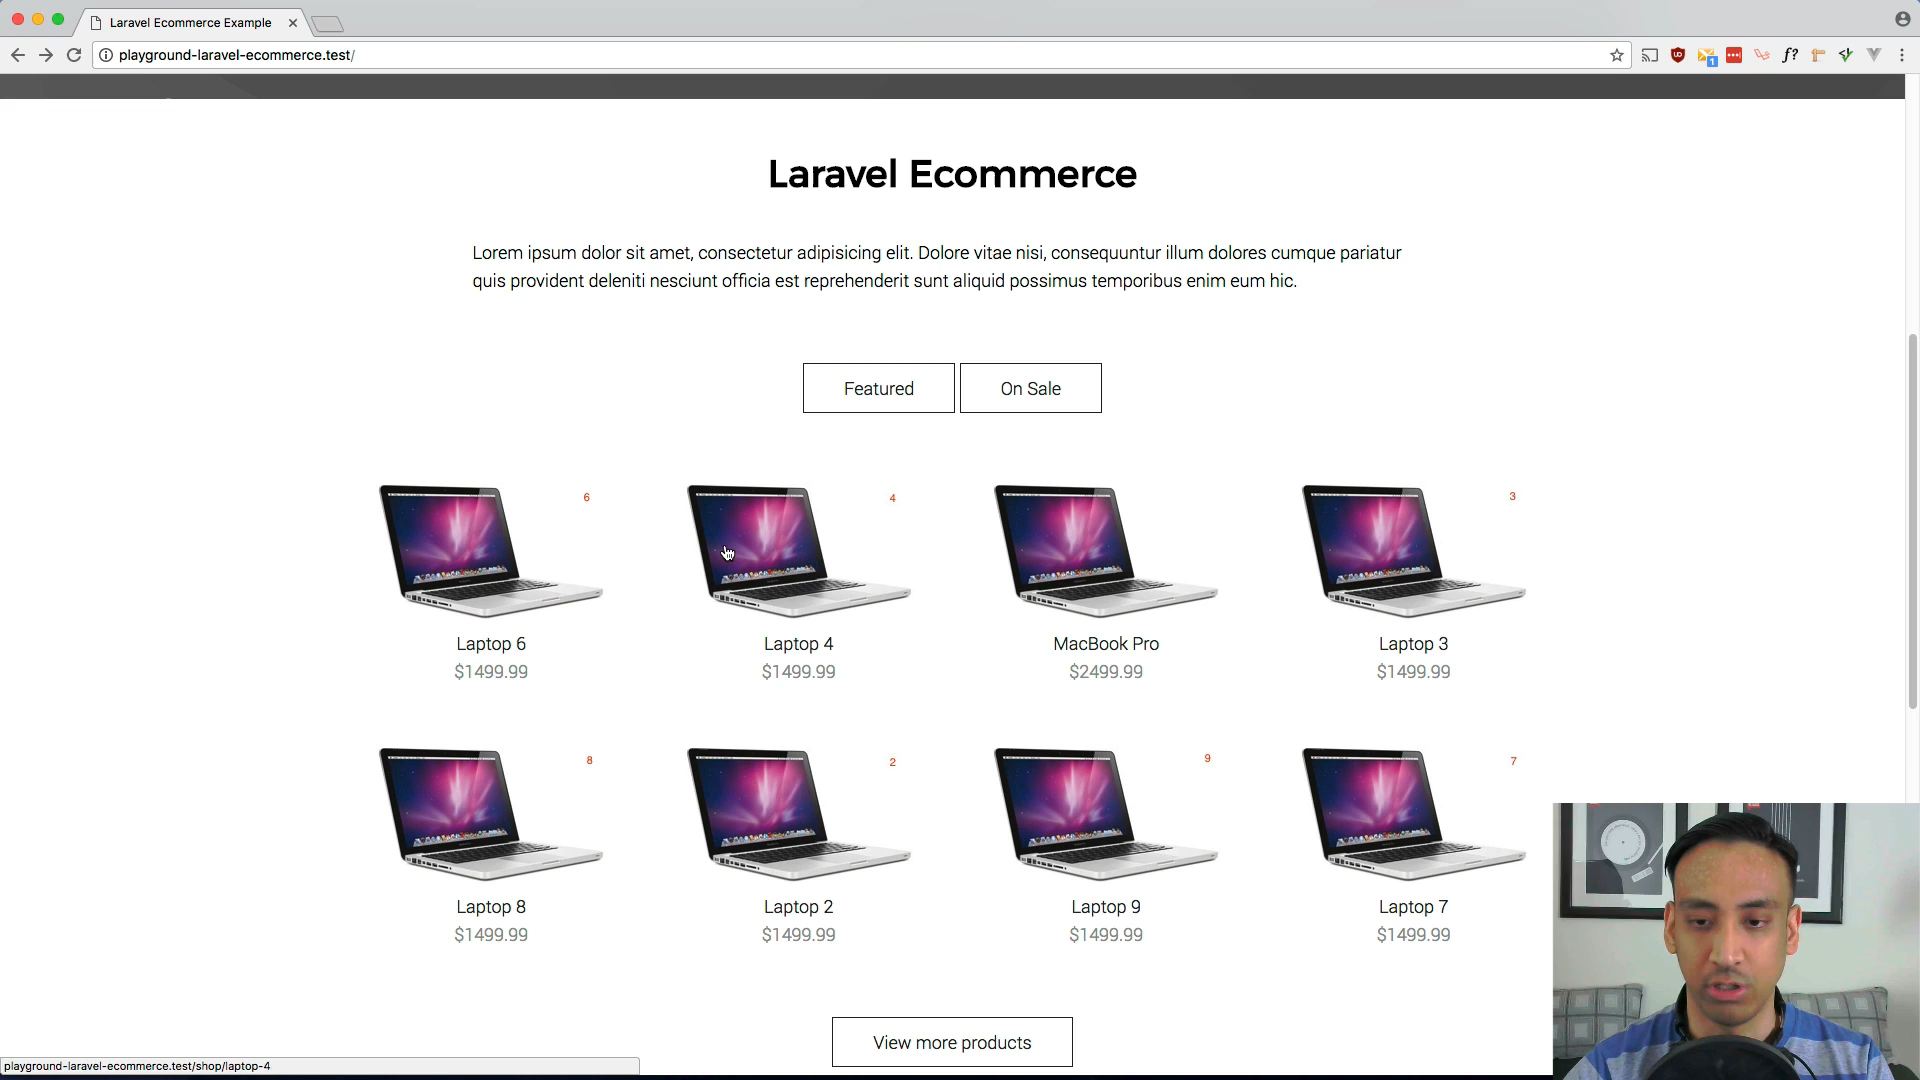 Laravel Ecommerce Example
playground-laravel-ecommerce.test/
1
f?
Laravel Ecommerce
Lorem ipsum dolor sit amet, consectetur adipisicing elit. Dolore vitae nisi, consequuntur illum dolores cumque pariatur
quis provident deleniti nesciunt officia est reprehenderit sunt aliquid possimus temporibus enim eum hic.
Featured
On Sale
6
4
3
Laptop 6
Laptop 4
MacBook Pro
Laptop 3
$1499.99
$1499.99
$2499.99
$1499.99
8
2
9
7
Laptop 8
Laptop 2
Laptop 9
Laptop 7
$1499.99
$1499.99
$1499.99
$1499.99
View more products
playground-laravel-ecommerce.test/shop/laptop-4